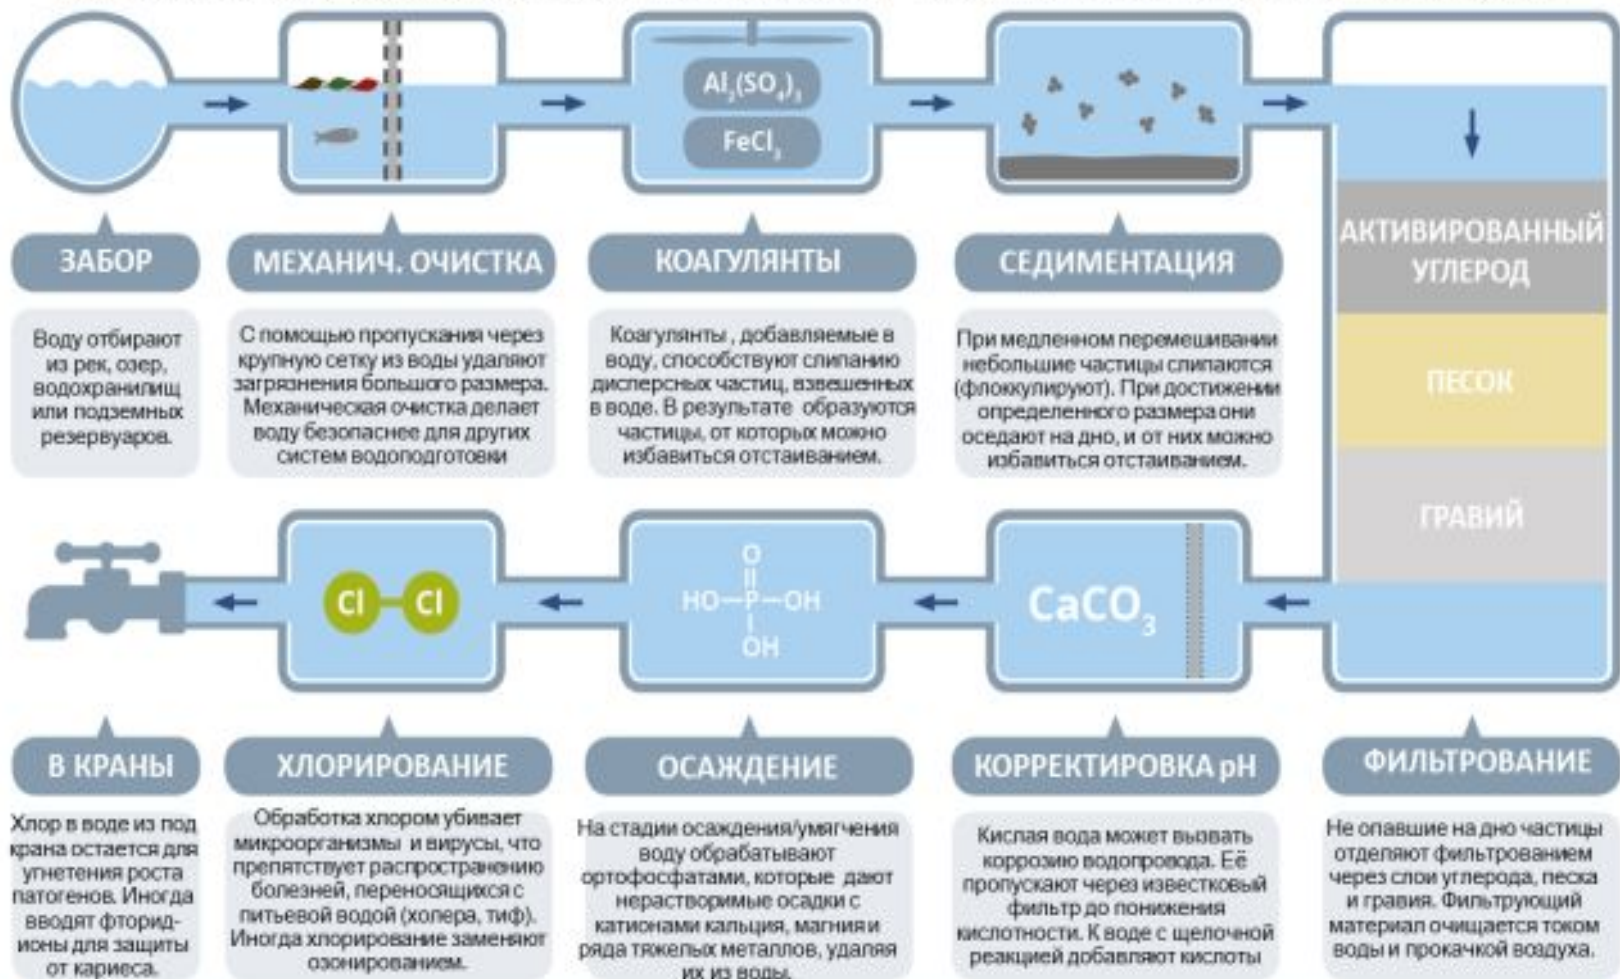 Al₂(SO₄)₃
FeCl₃
ЗАБОР
МЕХАНИЧ. ОЧИСТКА
КОАГУЛЯНТЫ
СЕДИМЕНТАЦИЯ
АКТИВИРОВАННЫЙ
УГЛЕРОД
ПЕСОК
ГРАВИЙ
Воду отбирают
из рек, озер,
водохранилищ
или подземных
резервуаров.
С помощью пропускания через
крупную сетку из воды удаляют
загрязнения большого размера.
Механическая очистка делает
воду безопаснее для других
систем водоподготовки
Коагулянты , добавляемые в
воду, способствуют слипанию
дисперсных частиц, взвешенных
в воде. В результате образуются
частицы, от которых можно
избавиться отстаиванием.
При медленном перемешивании
небольшие частицы слипаются
(флоккулируют). При достижении
определенного размера они
оседают на дно, и от них можно
избавиться отстаиванием.
Cl Cl
O
HO P OH
OH
CaCO₃
В КРАНЫ
ХЛОРИРОВАНИЕ
ОСАЖДЕНИЕ
КОРРЕКТИРОВКА pH
ФИЛЬТРОВАНИЕ
Хлор в воде из под
крана остается для
угнетения роста
патогенов. Иногда
вводят фторид-
ионы для защиты
от кариеса.
Обработка хлором убивает
микроорганизмы и вирусы, что
препятствует распространению
болезней, переносящихся с
питьевой водой (холера, тиф).
Иногда хлорирование заменяют
озонированием.
На стадии осаждения/умягчения
воду обрабатывают
ортофосфатами, которые дают
нерастворимые осадки с
катионами кальция, магния и
ряда тяжелых металлов, удаляя
их из воды.
Кислая вода может вызвать
коррозию водопровода. Её
пропускают через известковый
фильтр до понижения
кислотности. К воде с щелочной
реакцией добавляют кислоты
Не опавшие на дно частицы
отделяют фильтрованием
через слои углерода, песка
и гравия. Фильтрующий
материал очищается током
воды и прокачкой воздуха.